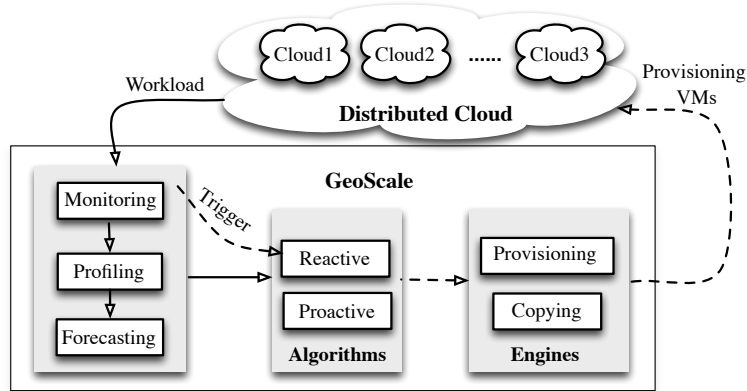 Cloud1 Cloud2 ...... Cloud3
Distributed Cloud
Workload
Provisioning
VMs
GeoScale
Monitoring
Profiling
Forecasting
Trigger
Reactive
Proactive
Algorithms
Provisioning
Copying
Engines